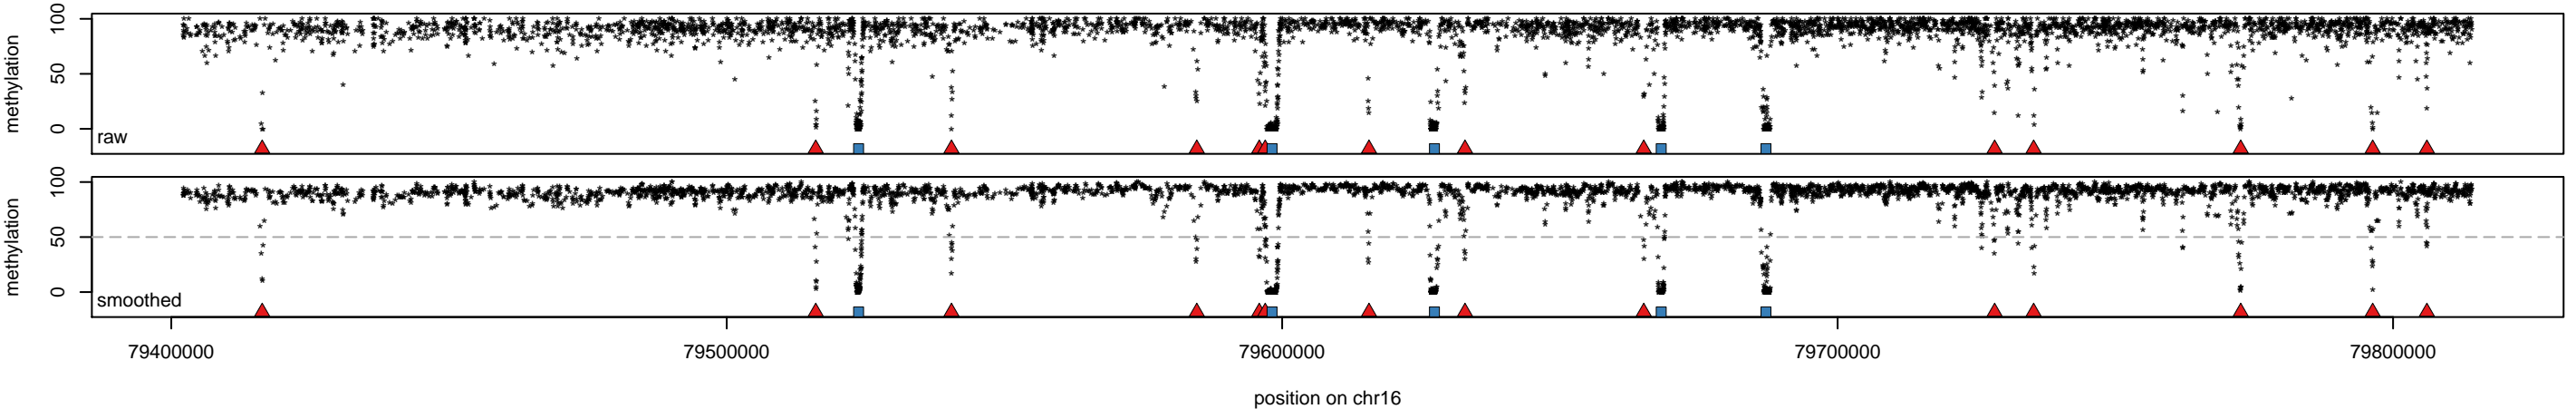 methylation
0 50 100
raw
methylation
0 50 100
smoothed
79400000 79500000 79600000 79700000 79800000
position on chr16